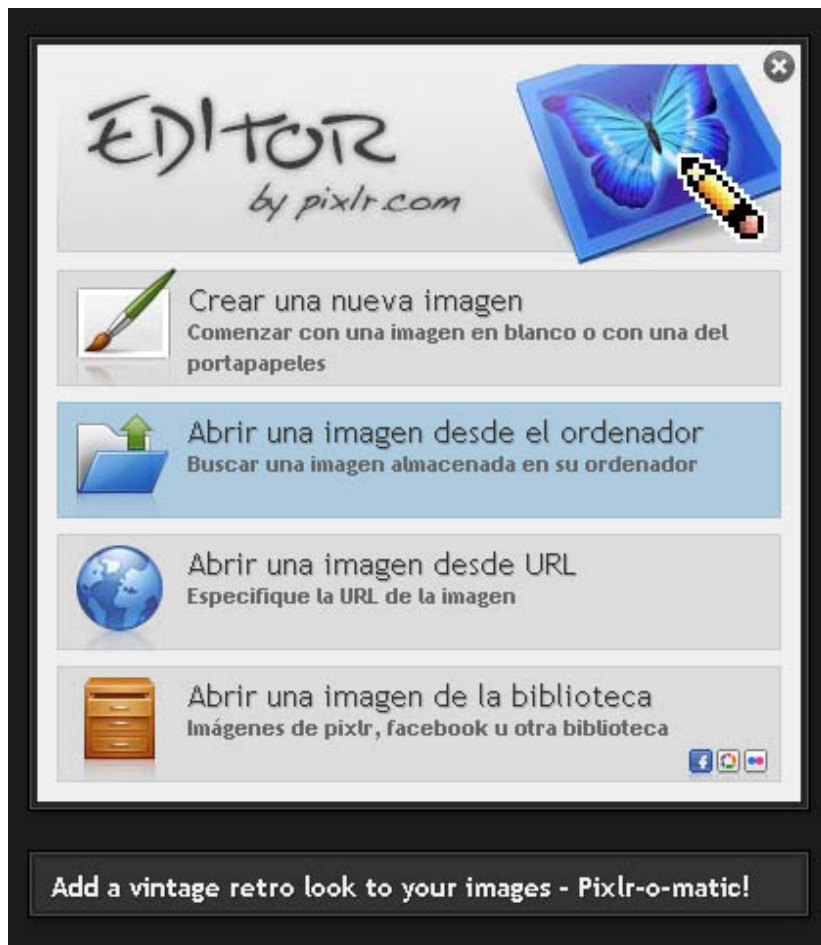 EDITOR
by pixlr.com
Crear una nueva imagen
Comenzar con una imagen en blanco o con una del
portapapeles
Abrir una imagen desde el ordenador
Buscar una imagen almacenada en su ordenador
Abrir una imagen desde URL
Especifique la URL de la imagen
Abrir una imagen de la biblioteca
Imágenes de pixlr, facebook u otra biblioteca
f
Add a vintage retro look to your images - Pixlr-o-matic!